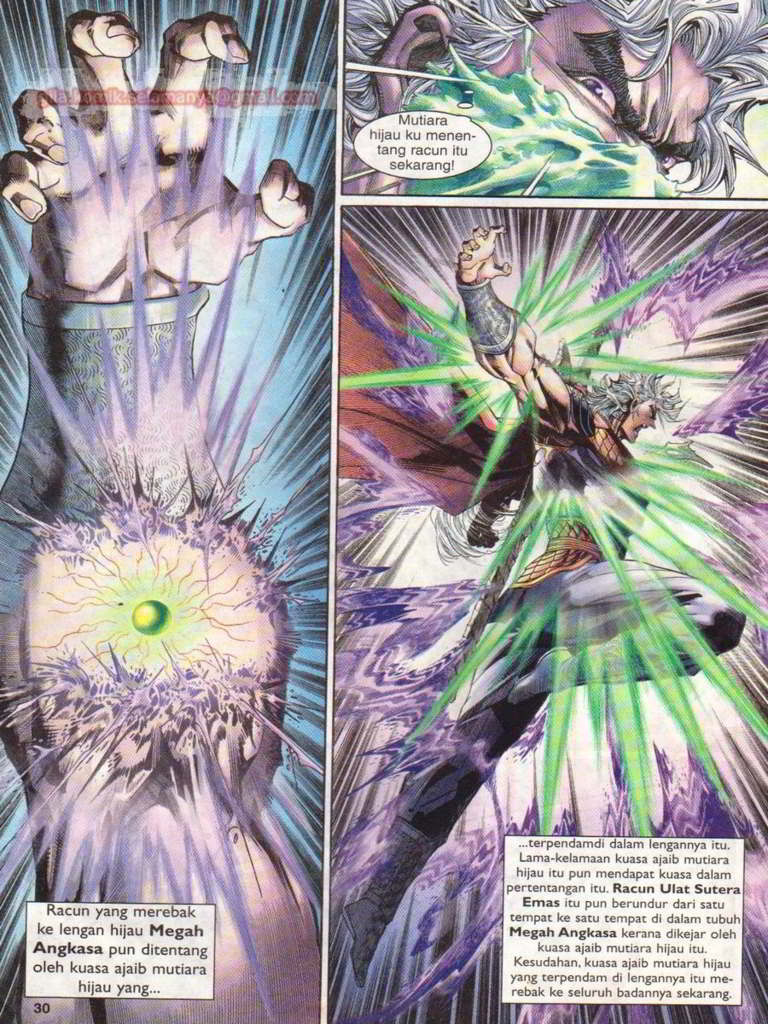 Racun yang merebak
ke lengan hijau Megah
Angkasa pun ditentang
oleh kuasa ajaib mutiara
hijau yang...
30
Mutiara
hijau ku menen-
tang racun itu
sekarang!
...terpendamdi dalam lengannya itu.
Lama-kelamaan kuasa ajaib mutiara
hijau itu pun mendapat kuasa dalam
pertentangan itu. Racun Ulat Sutera
Emas itu pun berundur dari satu
tempat ke satu tempat di dalam tubuh
Megah Angkasa kerana dikejar oleh
kuasa ajaib mutiara hijau itu.
Kesudahan, kuasa ajaib mutiara hijau
yang terpendam di lengannya itu me-
rebak ke seluruh badannya sekarang.